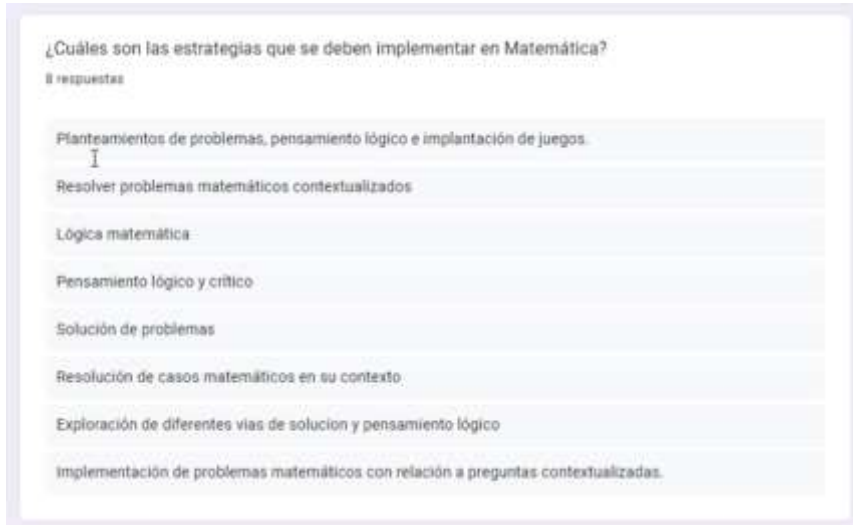 ¿Cuáles son las estrategias que se deben implementar en Matemática?
8 respuestas
Planteamientos de problemas, pensamiento lógico e implantación de juegos.
Resolver problemas matemáticos contextualizados
Lógica matemática
Pensamiento lógico y crítico
Solución de problemas
Resolución de casos matemáticos en su contexto
Exploración de diferentes vias de solucion y pensamiento lógico
Implementación de problemas matemáticos con relación a preguntas contextualizadas.